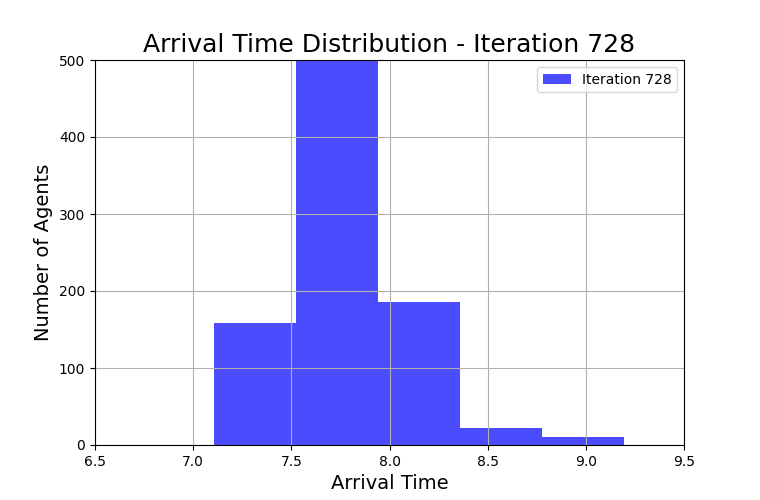 Arrival Time Distribution - Iteration 728
Iteration 728
Number of Agents
500
400
300
200
100
0
6.5 7.0 7.5 8.0 8.5 9.0 9.5
Arrival Time